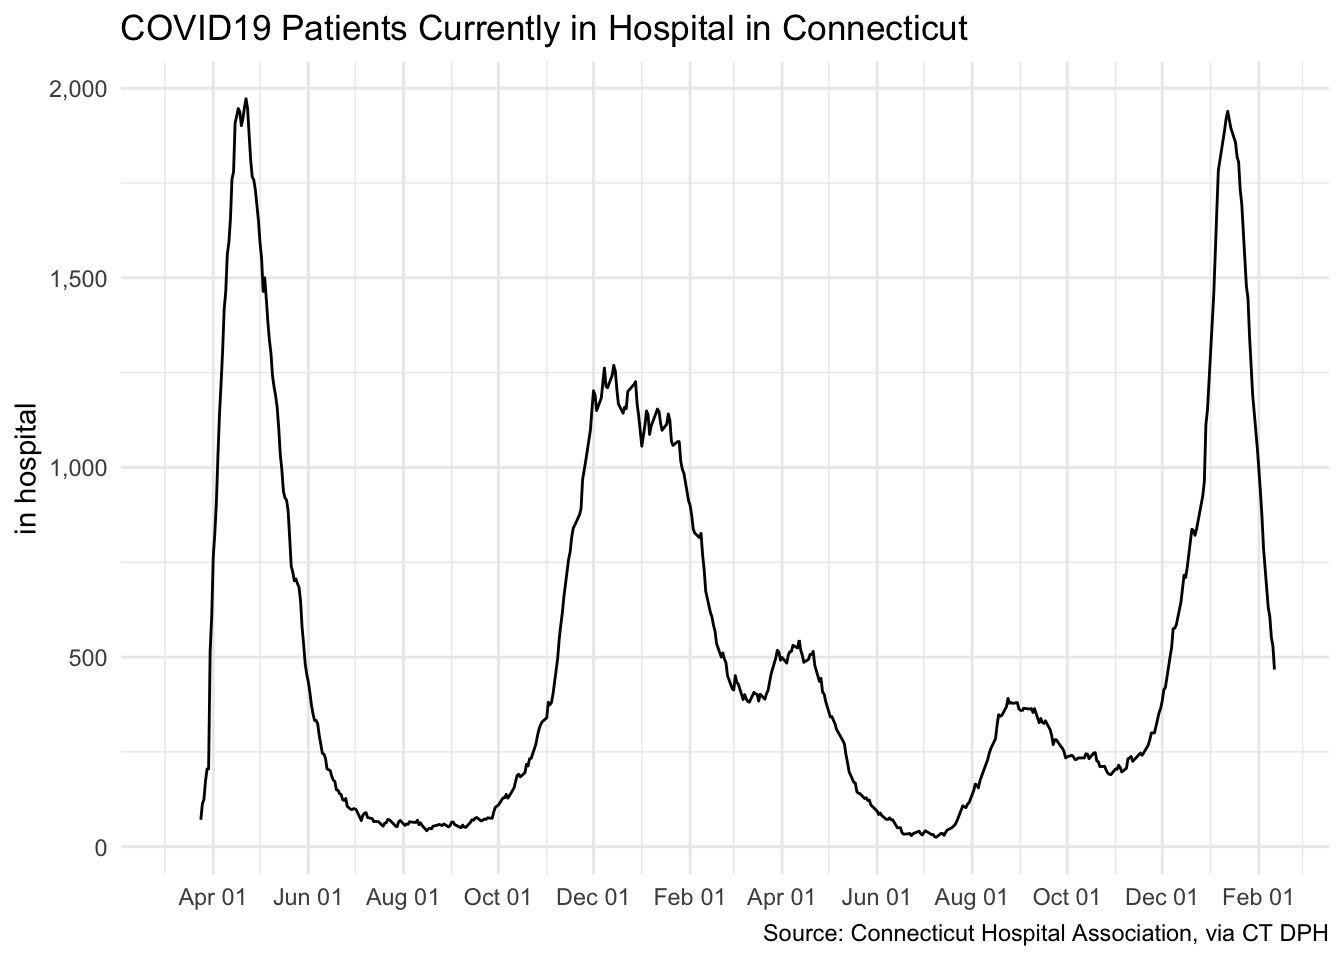 COVID19 Patients Currently in Hospital in Connecticut
2,000
1,500
1,000
500
0
in hospital
Apr 01 Jun 01 Aug 01 Oct 01 Dec 01 Feb 01 Apr 01 Jun 01 Aug 01 Oct 01 Dec 01 Feb 01
Source: Connecticut Hospital Association, via CT DPH